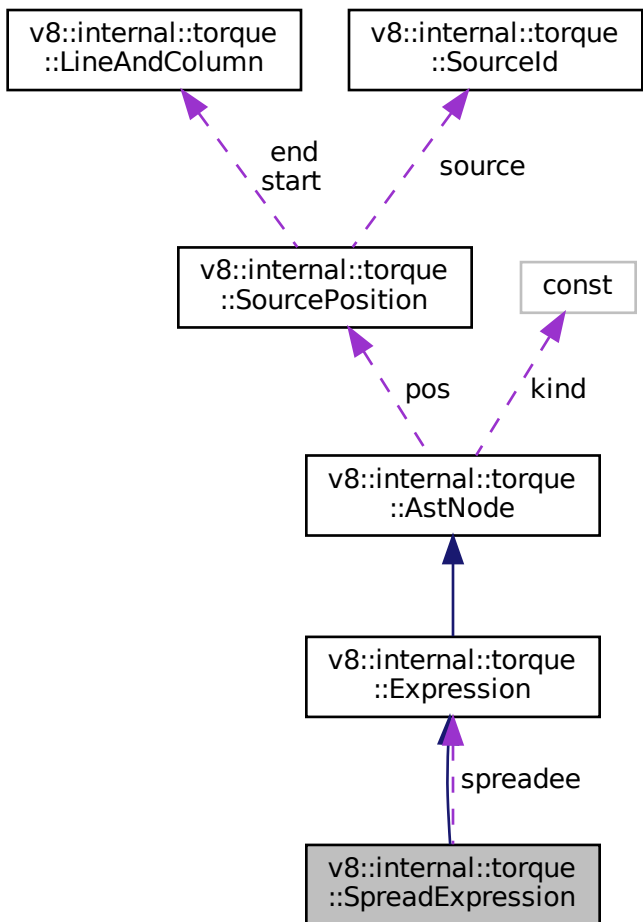 v8::internal::torque
::LineAndColumn
v8::internal::torque
::SourceId
end
start
source
v8::internal::torque
::SourcePosition
const
pos
kind
v8::internal::torque
::AstNode
v8::internal::torque
::Expression
spreadee
v8::internal::torque
::SpreadExpression